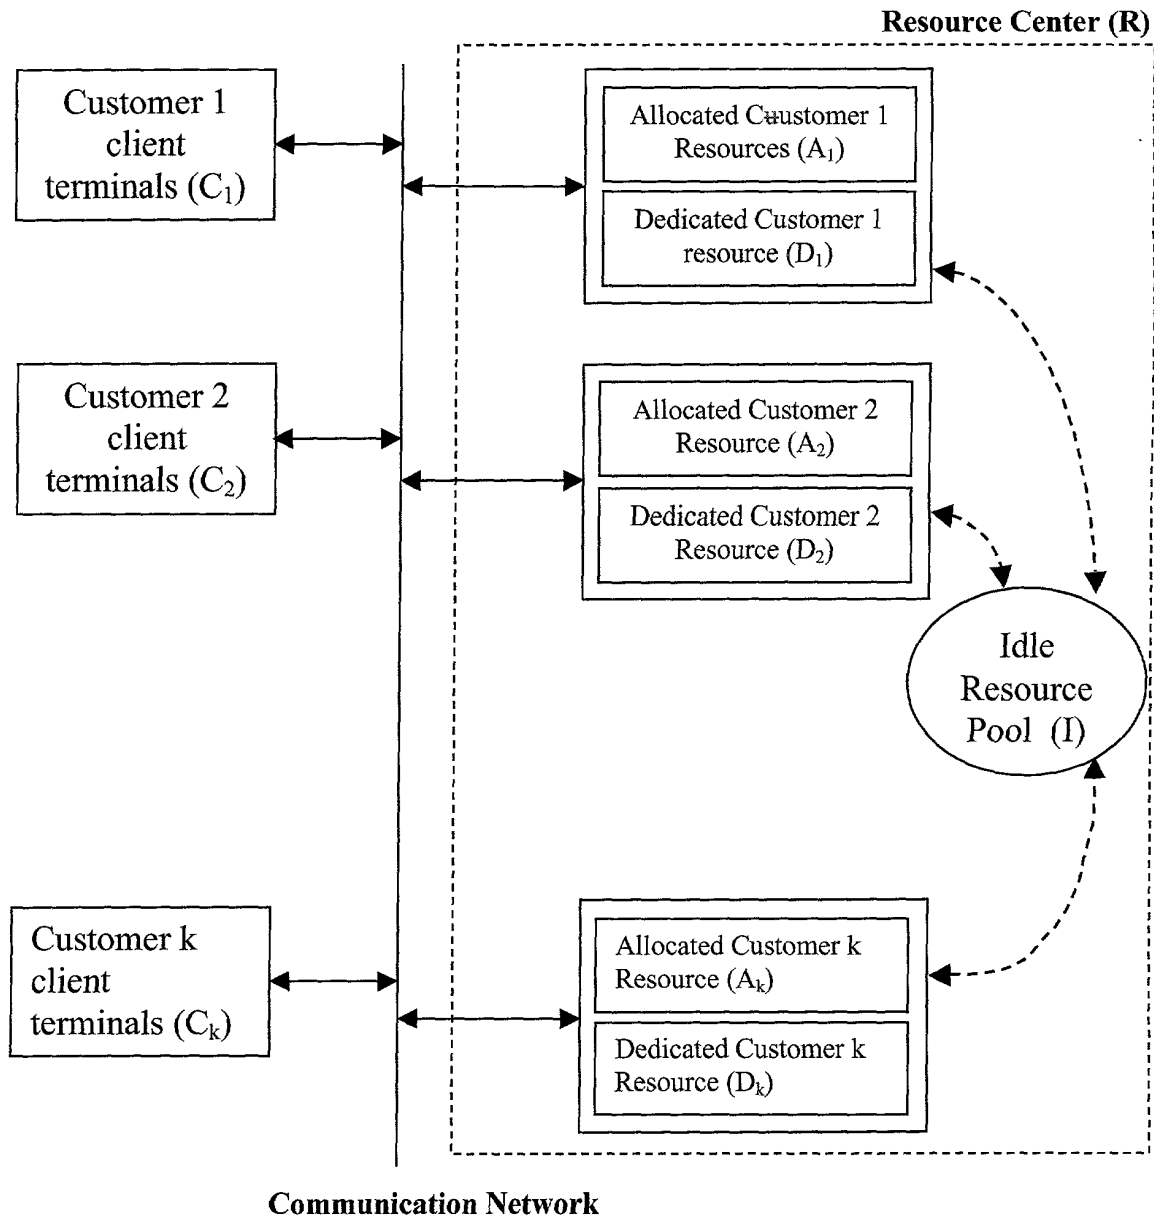 Resource Center (R)
Customer 1
client
terminals (C₁)
Allocated Cuustomer 1
Resources (A₁)
Dedicated Customer 1
resource (D₁)
Customer 2
client
terminals (C₂)
Allocated Customer 2
Resource (A₂)
Dedicated Customer 2
Resource (D₂)
Idle
Resource
Pool (I)
Customer k
client
terminals (Cₖ)
Allocated Customer k
Resource (Aₖ)
Dedicated Customer k
Resource (Dₖ)
Communication Network